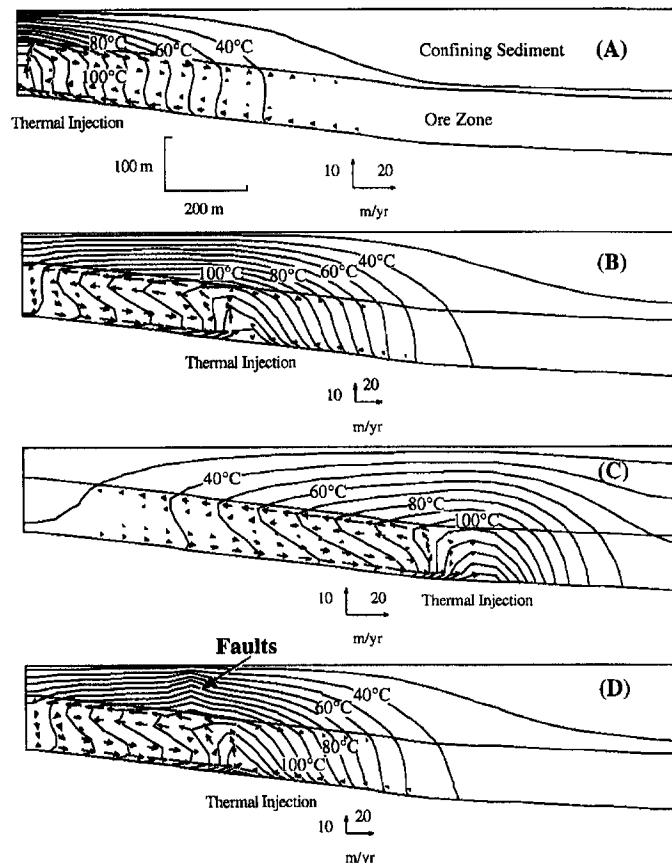 80°C 60°C 40°C
Confining Sediment (A)
100°C
Thermal Injection
Ore Zone
100 m
200 m
10 20
m/yr
(B)
100°C 80°C 60°C 40°C
Thermal Injection
10 20
m/yr
(C)
40°C 60°C 80°C 100°C
10 20
Thermal Injection
m/yr
Faults
(D)
60°C 40°C
100°C 80°C
Thermal Injection
10 20
m/yr